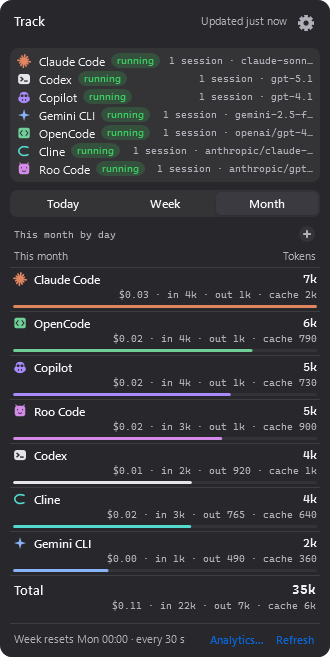 Track Updated just now
Claude Code running 1 session · claude-sonn…
Codex running 1 session · gpt-5.1
Copilot running 1 session · gpt-4.1
Gemini CLI running 1 session · gemini-2.5-f…
OpenCode running 1 session · openai/gpt-4…
Cline running 1 session · anthropic/claude-…
Roo Code running 1 session · anthropic/gpt…
Today Week Month
This month by day +
This month Tokens
Claude Code 7k
$0.03 · in 4k · out 1k · cache 2k
OpenCode 6k
$0.02 · in 4k · out 1k · cache 790
Copilot 5k
$0.02 · in 4k · out 1k · cache 730
Roo Code 5k
$0.02 · in 3k · out 1k · cache 900
Codex 4k
$0.01 · in 2k · out 920 · cache 1k
Cline 4k
$0.02 · in 3k · out 765 · cache 640
Gemini CLI 2k
$0.00 · in 1k · out 490 · cache 360
Total 35k
$0.11 · in 22k · out 7k · cache 6k
Week resets Mon 00:00 · every 30 s Analytics… Refresh